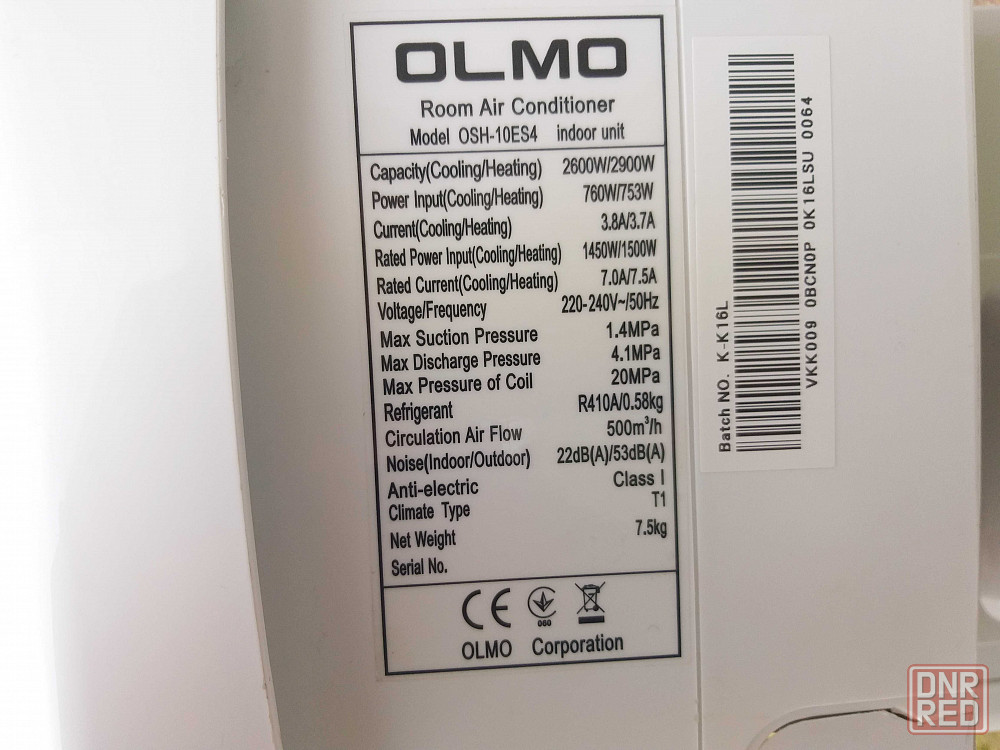 OLMO
Room Air Conditioner
Model OSH-10ES4 indoor unit
Capacity(Cooling/Heating) 2600W/2900W
Power Input(Cooling/Heating) 760W/753W
Current(Cooling/Heating) 3.8A/3.7A
Rated Power Input(Cooling/Heating) 1450W/1500W
Rated Current(Cooling/Heating) 7.0A/7.5A
Voltage/Frequency 220-240V~/50Hz
Max Suction Pressure 1.4MPa
Max Discharge Pressure 4.1MPa
Max Pressure of Coil 20MPa
Refrigerant R410A/0.58kg
Circulation Air Flow 500m³/h
Noise(Indoor/Outdoor) 22dB(A)/53dB(A)
Anti-electric Class I
Climate Type T1
Net Weight 7.5kg
Serial No.
CE
060
OLMO Corporation
Batch NO. K-K16L
VKK009 0BCN0P 0K16LSU 0064
DNR
RED